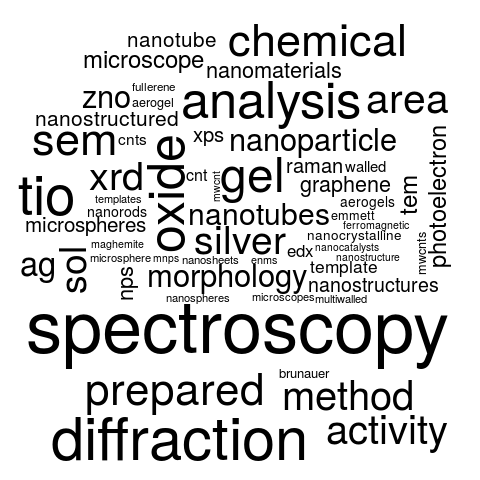 nanotube chemical
microscope nanomaterials
fullerene
zno aerogel analysis area
nanostructured
sem cnts oxide xps nanoparticle photoelectron
xrd cnt mwcnt gel raman walled
graphene tem
tio templates aerogels
nanorods nanotubes emmett
microspheres ferromagnetic
silver nanocrystalline
maghemite edx nanocatalysts mwcnts
ag sol microsphere mnps nanosheets enms nanostructure
nps morphology template
nanostructures
nanospheres microscopes multiwalled
spectroscopy
brunauer
prepared method
diffraction activity